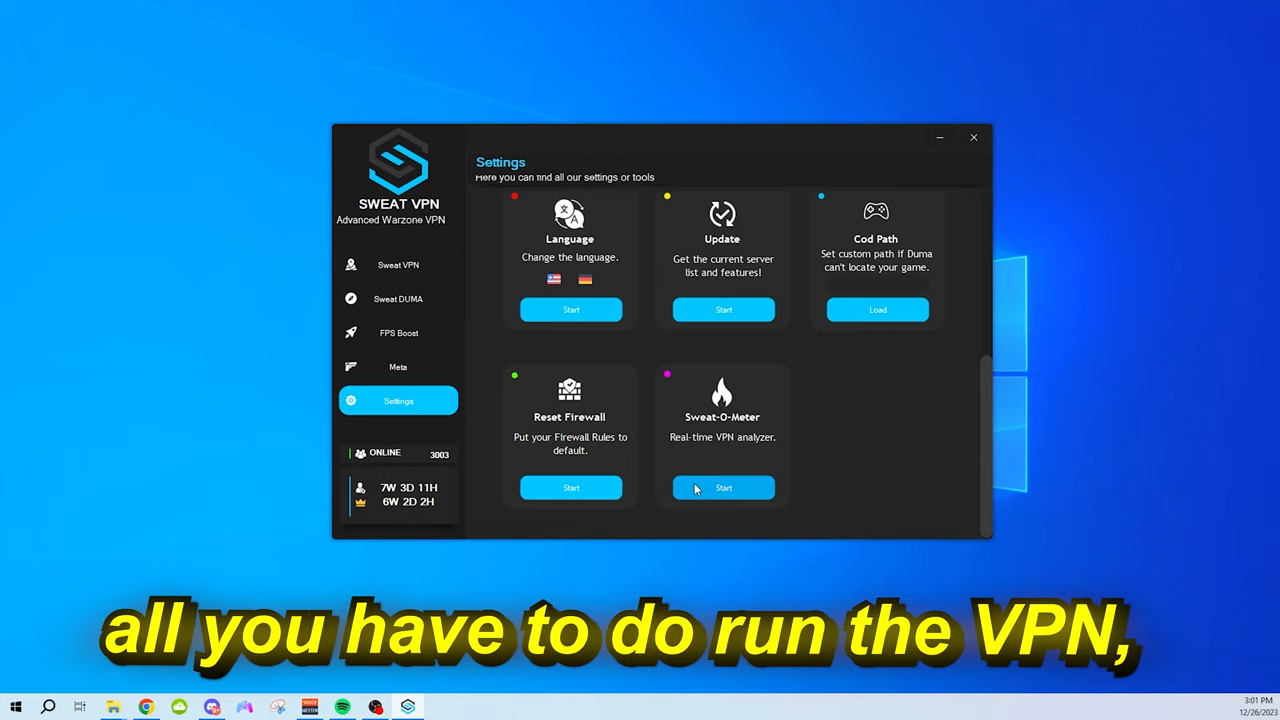 SWEAT VPN
Advanced Warzone VPN
Sweat VPN
Sweat DUMA
FPS Boost
Meta
Settings
ONLINE 3003
7W 3D 11H
6W 2D 2H
Settings
Here you can find all our settings or tools
Language
Change the language.
Start
Update
Get the current server
list and features!
Start
Cod Path
Set custom path if Duma
can't locate your game.
Load
Reset Firewall
Put your Firewall Rules to
default.
Start
Sweat-O-Meter
Real-time VPN analyzer.
Start
all you have to do run the VPN,
3:01 PM
12/26/2023